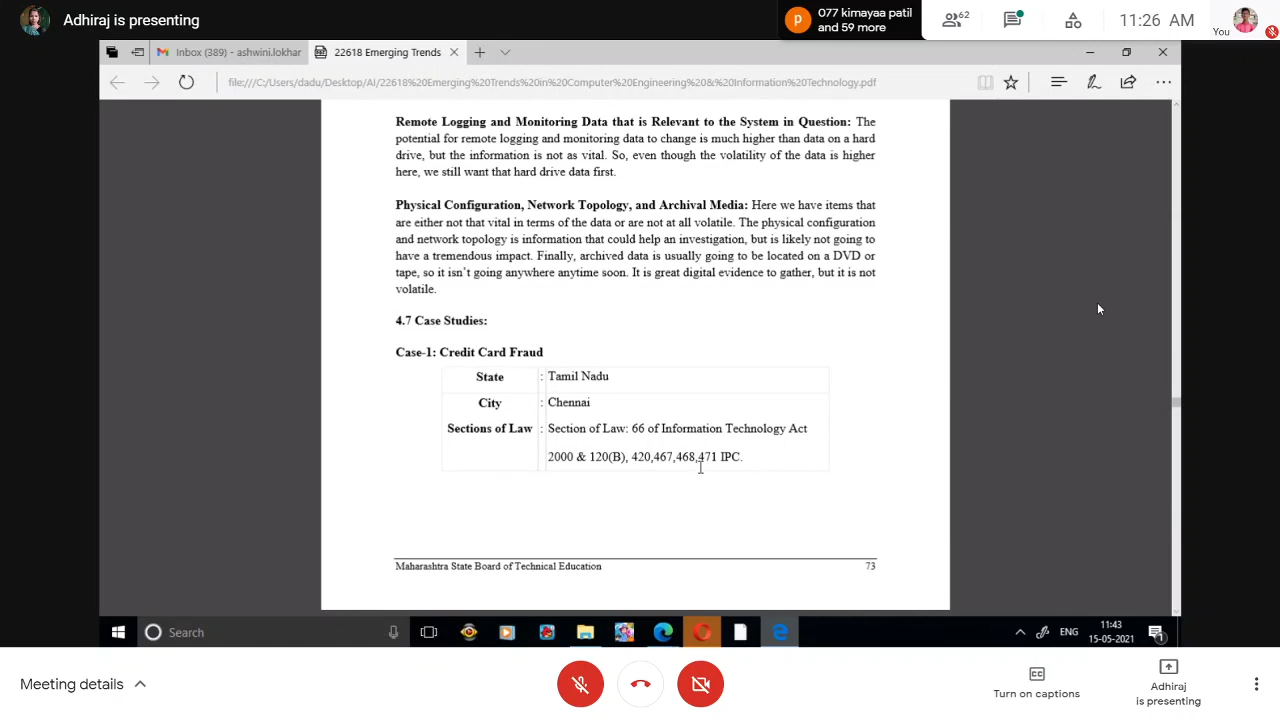 Adhiraj is presenting
p
077 kimayaa patil
and 59 more
62
11:26 AM
You
Inbox (389) - ashwini.lokhar
22618 Emerging Trends
file:///C:/Users/dadu/Desktop/AI/22618%20Emerging%20Trends%20in%20Computer%20Engineering%20&%20Information%20Technology.pdf
Remote Logging and Monitoring Data that is Relevant to the System in Question: The
potential for remote logging and monitoring data to change is much higher than data on a hard
drive, but the information is not as vital. So, even though the volatility of the data is higher
here, we still want that hard drive data first.
Physical Configuration, Network Topology, and Archival Media: Here we have items that
are either not that vital in terms of the data or are not at all volatile. The physical configuration
and network topology is information that could help an investigation, but is likely not going to
have a tremendous impact. Finally, archived data is usually going to be located on a DVD or
tape, so it isn't going anywhere anytime soon. It is great digital evidence to gather, but it is not
volatile.
4.7 Case Studies:
Case-1: Credit Card Fraud
State : Tamil Nadu
City : Chennai
Sections of Law : Section of Law: 66 of Information Technology Act
2000 & 120(B), 420,467,468,471 IPC.
Maharashtra State Board of Technical Education 73
Search
ENG
11:43
15-05-2021
1
Meeting details
Turn on captions
Adhiraj
is presenting